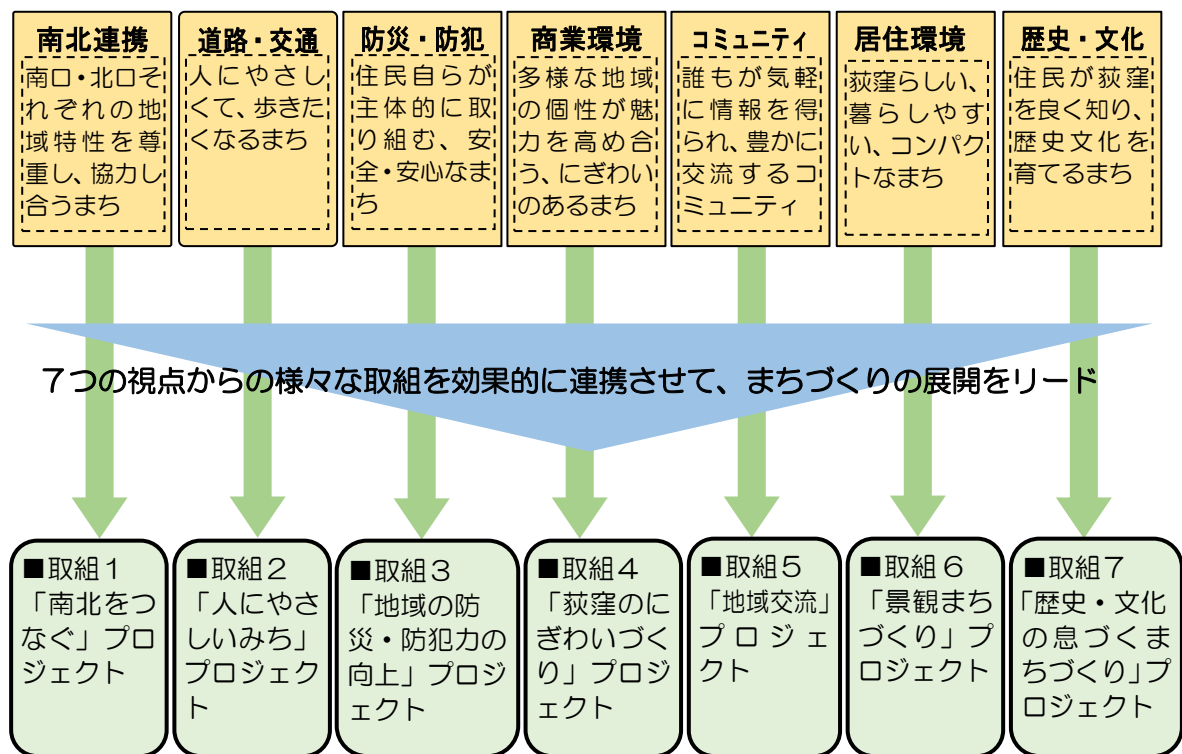 南北連携
南口・北口そ
れぞれの地
域特性を尊
重し、協力し
合うまち
道路・交通
人にやさし
くて、歩きた
くなるまち
防災・防犯
住民自らが
主体的に取
り組む、安
全・安心なま
ち
商業環境
多様な地域
の個性が魅
力を高め合
う、にぎわい
のあるまち
コミュニティ
誰もが気軽
に情報を得
られ、豊かに
交流するコ
ミュニティ
居住環境
荻窪らしい、
暮らしやす
い、コンパク
トなまち
歴史・文化
住民が荻窪
を良く知り、
歴史文化を
育てるまち
７つの視点からの様々な取組を効果的に連携させて、まちづくりの展開をリード
■取組１
「南北をつ
なぐ」プロ
ジェクト
■取組２
「人にやさ
しいみち」
プロジェク
ト
■取組３
「地域の防
災・防犯力の
向上」プロジ
ェクト
■取組４
「荻窪のに
ぎわいづく
り」プロジ
ェクト
■取組５
「地域交流」
プロジェ
クト
■取組６
「景観まち
づくり」プ
ロジェクト
■取組７
「歴史・文化
の息づくま
ちづくり」プ
ロジェクト